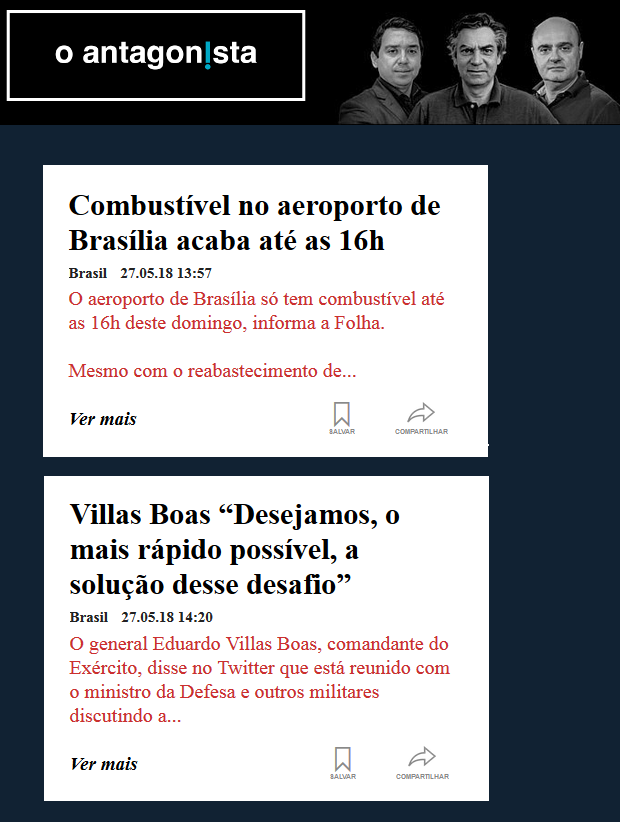 o antagon!sta
Combustível no aeroporto de
Brasília acaba até as 16h
Brasil 27.05.18 13:57
O aeroporto de Brasília só tem combustível até
as 16h deste domingo, informa a Folha.
Mesmo com o reabastecimento de...
Ver mais
SALVAR
COMPARTILHAR
Villas Boas “Desejamos, o
mais rápido possível, a
solução desse desafio”
Brasil 27.05.18 14:20
O general Eduardo Villas Boas, comandante do
Exército, disse no Twitter que está reunido com
o ministro da Defesa e outros militares
discutindo a...
Ver mais
SALVAR
COMPARTILHAR